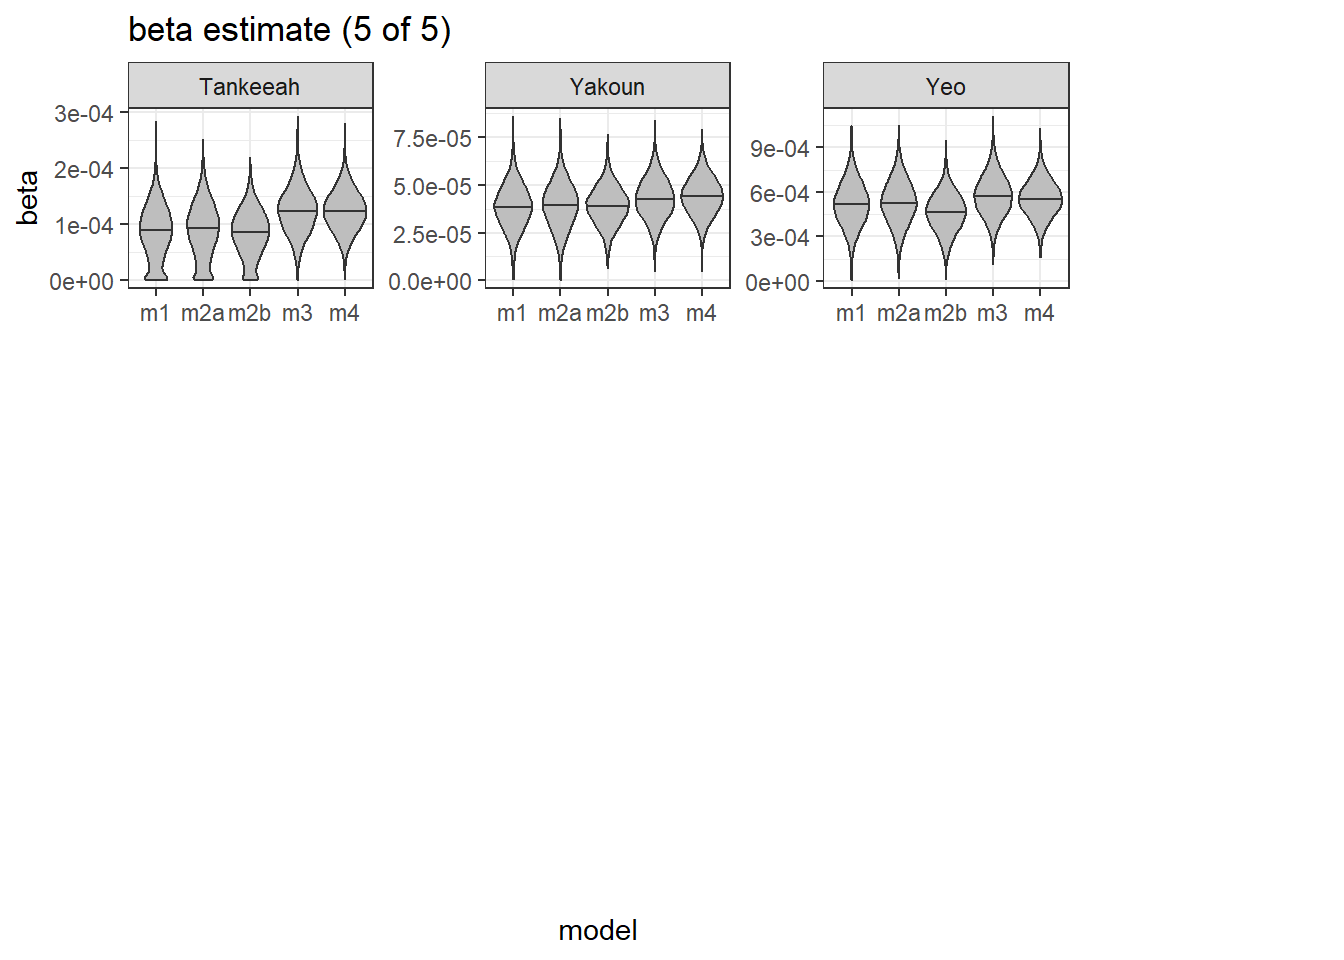 beta estimate (5 of 5)
Tankeeah
Yakoun
Yeo
beta
3e-04
2e-04
1e-04
0e+00
7.5e-05
5.0e-05
2.5e-05
0.0e+00
9e-04
6e-04
3e-04
0e+00
m1 m2a m2b m3 m4
m1 m2a m2b m3 m4
m1 m2a m2b m3 m4
model